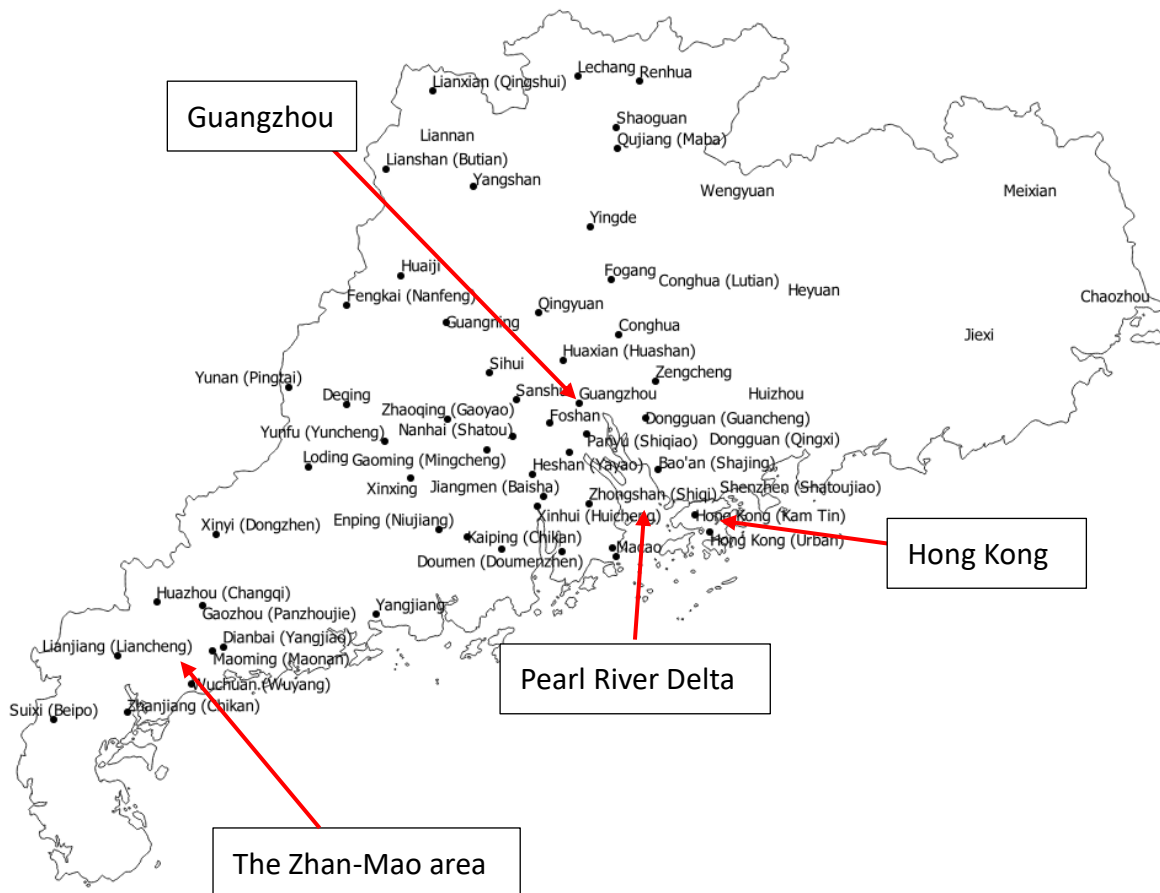 Lechang
Renhua
Lianxian (Qingshui)
Guangzhou
Shaoguan
Liannan
Qujiang (Maba)
Lianshan (Butian)
Yangshan
Wengyuan
Meixian
Yingde
Huaiji
Fogang
Conghua (Lutian)
Heyuan
Fengkai (Nanfeng)
Chaozhou
Qingyuan
Guangning
Conghua
Jiexi
Huaxian (Huashan)
Sihui
Zengcheng
Yunan (Pingtai)
Deqing
Sanshui
Guangzhou
Huizhou
Zhaoqing (Gaoyao)
Foshan
Dongguan (Guancheng)
Yunfu (Yuncheng)
Nanhai (Shatou)
Panyu (Shiqiao)
Dongguan (Qingxi)
Loding
Gaoming (Mingcheng)
Heshan (Yayao)
Bao'an (Shajing)
Xinxing
Jiangmen (Baisha)
Zhongshan (Shiqi)
Shenzhen (Shatoujiao)
Xinyi (Dongzhen)
Enping (Niujiang)
Xinhui (Huicheng)
Hong Kong (Kam Tin)
Kaiping (Chikan)
Hong Kong (Urban)
Hong Kong
Doumen (Doumenzhen)
Macao
Huazhou (Changqi)
Gaozhou (Panzhoujie)
Yangjiang
Lianjiang (Liancheng)
Dianbai (Yangjiao)
Maoming (Maonan)
Pearl River Delta
Wuchuan (Wuyang)
Suixi (Beipo)
Zhanjiang (Chikan)
The Zhan-Mao area